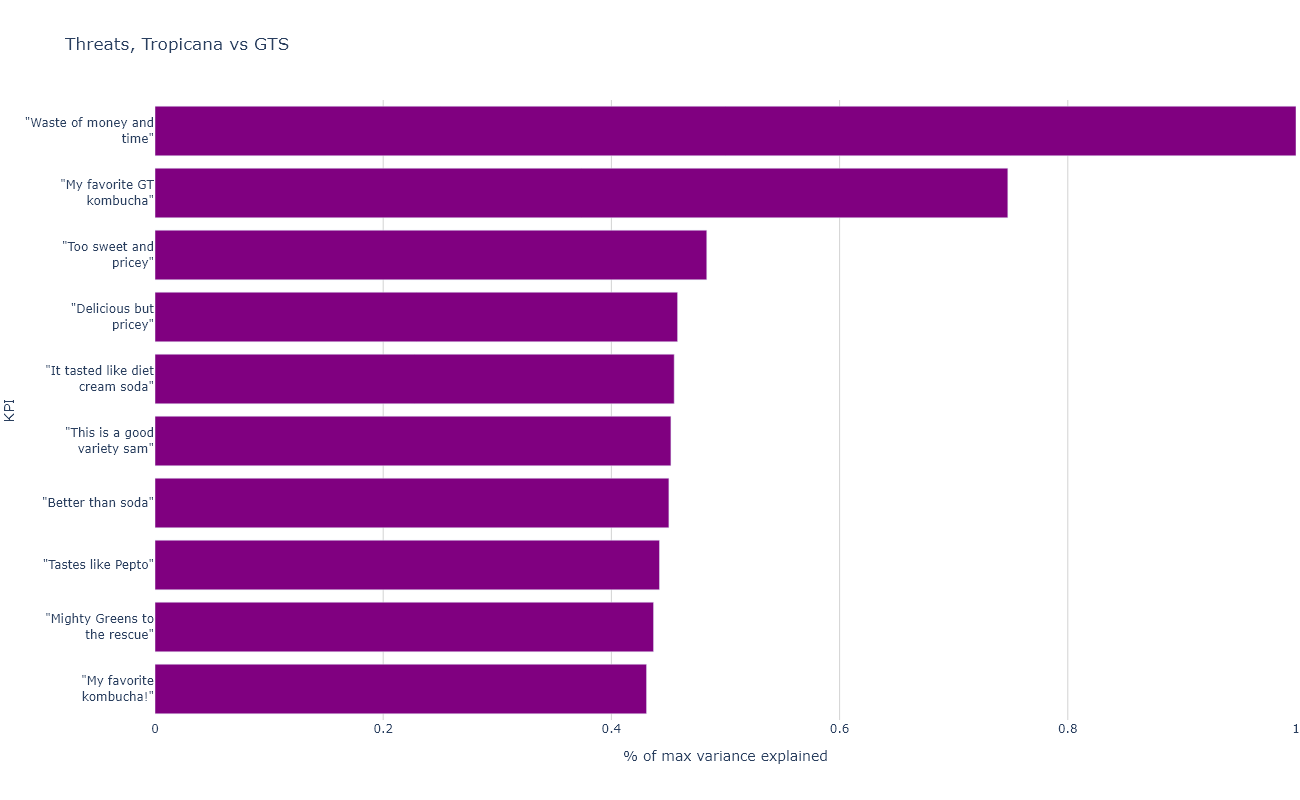 Threats, Tropicana vs GTS
"Waste of money and
time"
"My favorite GT
kombucha"
"Too sweet and
pricey"
"Delicious but
pricey"
"It tasted like diet
cream soda"
"This is a good
variety sam"
"Better than soda"
"Tastes like Pepto"
"Mighty Greens to
the rescue"
"My favorite
kombucha!"
KPI
0 0.2 0.4 0.6 0.8 1
% of max variance explained